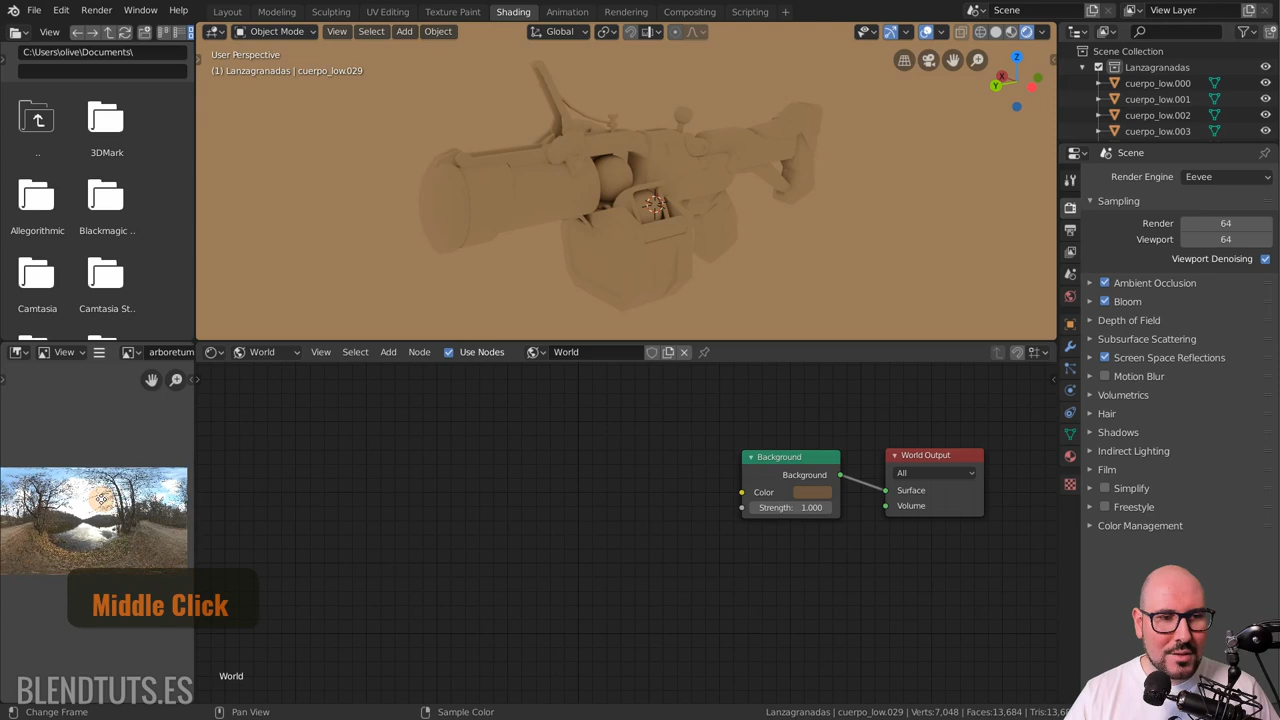 File Edit Render Window Help
Layout Modeling Sculpting UV Editing Texture Paint Shading Animation Rendering Compositing Scripting +
Scene
View Layer
View
C:\Users\olive\Documents\
..
3DMark
Allegorithmic
Blackmagic ..
Camtasia
Camtasia St..
Object Mode View Select Add Object Global
User Perspective
(1) Lanzagranadas | cuerpo_low.029
Z
X
Y
Scene Collection
Lanzagranadas
cuerpo_low.000
cuerpo_low.001
cuerpo_low.002
cuerpo_low.003
Scene
Render Engine Eevee
Sampling
Render 64
Viewport 64
Viewport Denoising
Ambient Occlusion
Bloom
Depth of Field
Subsurface Scattering
Screen Space Reflections
Motion Blur
Volumetrics
Hair
Shadows
Indirect Lighting
Film
Simplify
Freestyle
Color Management
View arboretum
World View Select Add Node Use Nodes World
Background
Background
Color
Strength: 1.000
World Output
All
Surface
Volume
Middle Click
World
BLENDTUTS.ES
Change Frame Pan View Sample Color
Lanzagranadas | cuerpo_low.029 Verts:7,048 | Faces:13,684 | Tris:13,6